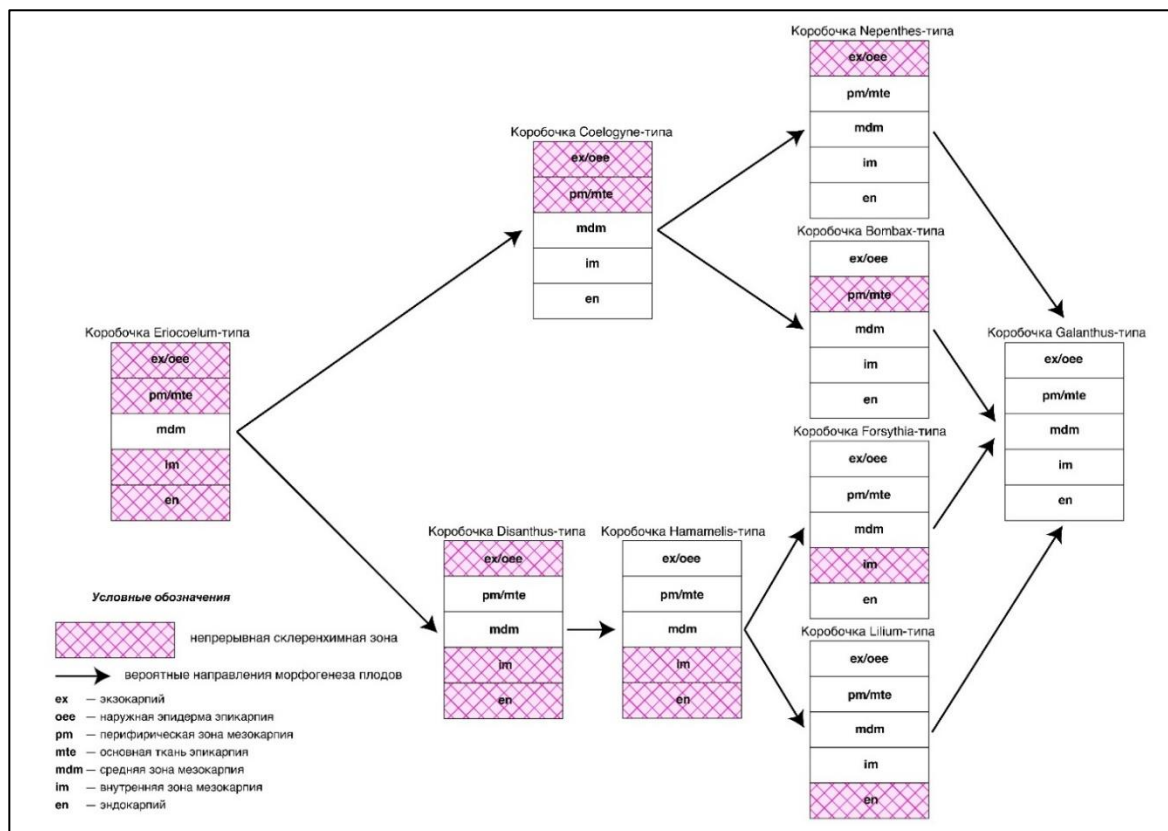 Коробочка Nepenthes-типа
ex/oee
pm/mte
mdm
im
en
Коробочка Coelogyne-типа
ex/oee
pm/mte
mdm
im
en
Коробочка Bombax-типа
ex/oee
pm/mte
mdm
im
en
Коробочка Eriocoelum-типа
ex/oee
pm/mte
mdm
im
en
Коробочка Galanthus-типа
ex/oee
pm/mte
mdm
im
en
Коробочка Forsythia-типа
ex/oee
pm/mte
mdm
im
en
Коробочка Disanthus-типа
ex/oee
pm/mte
mdm
im
en
Коробочка Hamamelis-типа
ex/oee
pm/mte
mdm
im
en
Коробочка Lilium-типа
ex/oee
pm/mte
mdm
im
en
Условные обозначения
непрерывная склеренхимная зона
вероятные направления морфогенеза плодов
ex — экзокарпий
oee — наружная эпидерма эпикарпия
pm — перифирическая зона мезокарпия
mte — основная ткань эпикарпия
mdm — средняя зона мезокарпия
im — внутренняя зона мезокарпия
en — эндокарпий